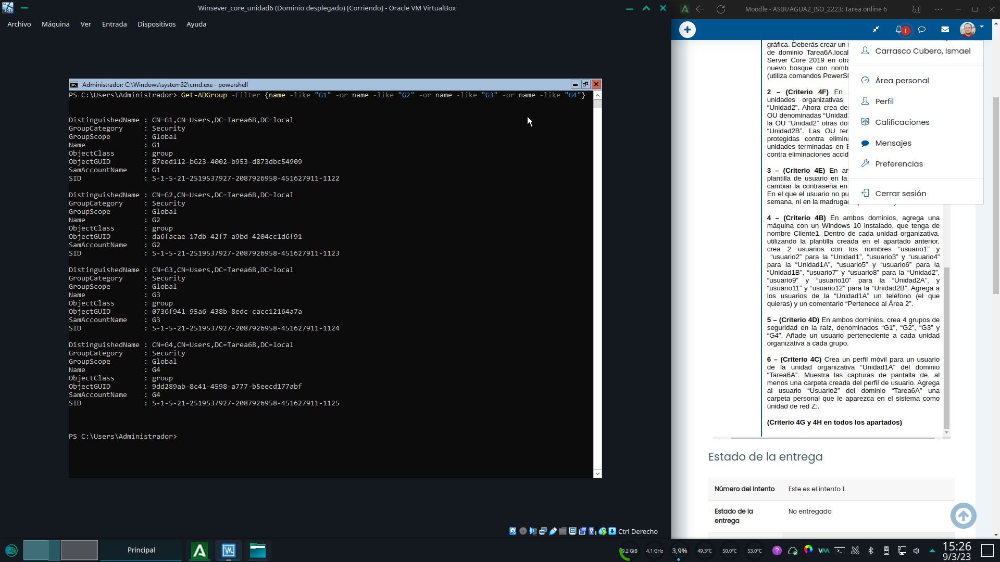 Winsever_core_unidad6 (Dominio desplegado) [Corriendo] - Oracle VM VirtualBox
Archivo Máquina Ver Entrada Dispositivos Ayuda
Administrador: C:\Windows\system32\cmd.exe - powershell
PS C:\Users\Administrador> Get-ADGroup -Filter {name -like "G1" -or name -like "G2" -or name -like "G3" -or name -like "G4"}
DistinguishedName : CN=G1,CN=Users,DC=Tarea6B,DC=local
GroupCategory : Security
GroupScope : Global
Name : G1
ObjectClass : group
ObjectGUID : 87eed112-b623-4002-b953-d873dbc54909
SamAccountName : G1
SID : S-1-5-21-2519537927-2087926958-451627911-1122
DistinguishedName : CN=G2,CN=Users,DC=Tarea6B,DC=local
GroupCategory : Security
GroupScope : Global
Name : G2
ObjectClass : group
ObjectGUID : da6facae-17db-42f7-a9bd-4204cc1d6f91
SamAccountName : G2
SID : S-1-5-21-2519537927-2087926958-451627911-1123
DistinguishedName : CN=G3,CN=Users,DC=Tarea6B,DC=local
GroupCategory : Security
GroupScope : Global
Name : G3
ObjectClass : group
ObjectGUID : 0736f941-95a6-438b-8edc-cacc12164a7a
SamAccountName : G3
SID : S-1-5-21-2519537927-2087926958-451627911-1124
DistinguishedName : CN=G4,CN=Users,DC=Tarea6B,DC=local
GroupCategory : Security
GroupScope : Global
Name : G4
ObjectClass : group
ObjectGUID : 9dd289ab-8c41-4598-a777-b5eecd177abf
SamAccountName : G4
SID : S-1-5-21-2519537927-2087926958-451627911-1125
PS C:\Users\Administrador>
Ctrl Derecho
Moodle - ASIR/AGUA2_ISO_2223: Tarea online 6
1
Carrasco Cubero, Ismael
Área personal
Perfil
Calificaciones
Mensajes
Preferencias
Cerrar sesión
gráfica. Deberás crear un
de dominio Tarea6A.local
Server Core 2019 en otra
nuevo bosque con nomb
(utiliza comandos PowerSh
2 – (Criterio 4F) En
unidades organizativas
“Unidad2”. Ahora crea der
OU denominadas “Unidad1
la OU “Unidad2” otras dos
“Unidad2B”. Las OU ter
protegidas contra elimina
unidades terminadas en B
contra eliminaciones accid
3 – (Criterio 4E) En an
plantilla de usuario en la
cambiar la contraseña en
En el que el usuario no pu
semana, ni en la madrugad
4 – (Criterio 4B) En ambos dominios, agrega una
máquina con un Windows 10 instalado, que tenga de
nombre Cliente1. Dentro de cada unidad organizativa,
utilizando la plantilla creada en el apartado anterior,
crea 2 usuarios con los nombres “usuario1” y
“usuario2” para la “Unidad1”, “usuario3” y “usuario4”
para la “Unidad1A”, “usuario5” y “usuario6” para la
“Unidad1B”, “usuario7” y “usuario8” para la “Unidad2”,
“usuario9” y “usuario10” para la “Unidad2A”, y
“usuario11” y “usuario12” para la “Unidad2B”. Agrega a
los usuarios de la “Unidad1A” un teléfono (el que
quieras) y un comentario “Pertenece al Área 2”.
5 – (Criterio 4D) En ambos dominios, crea 4 grupos de
seguridad en la raíz, denominados “G1”, “G2”, “G3” y
“G4”. Añade un usuario perteneciente a cada unidad
organizativa a cada grupo.
6 – (Criterio 4C) Crea un perfil móvil para un usuario
de la unidad organizativa “Unidad1A” del dominio
“Tarea6A”. Muestra las capturas de pantalla de, al
menos una carpeta creada del perfil de usuario. Agrega
al usuario “Usuario2” del dominio “Tarea6A” una
carpeta personal que le aparezca en el sistema como
unidad de red Z:.
(Criterio 4G y 4H en todos los apartados)
Estado de la entrega
Número del intento Este es el intento 1.
Estado de la entrega No entregado
Principal
9,2 GiB 4,1 GHz 3,9% 49,3°C 50,0°C 53,0°C
15:26
9/3/23